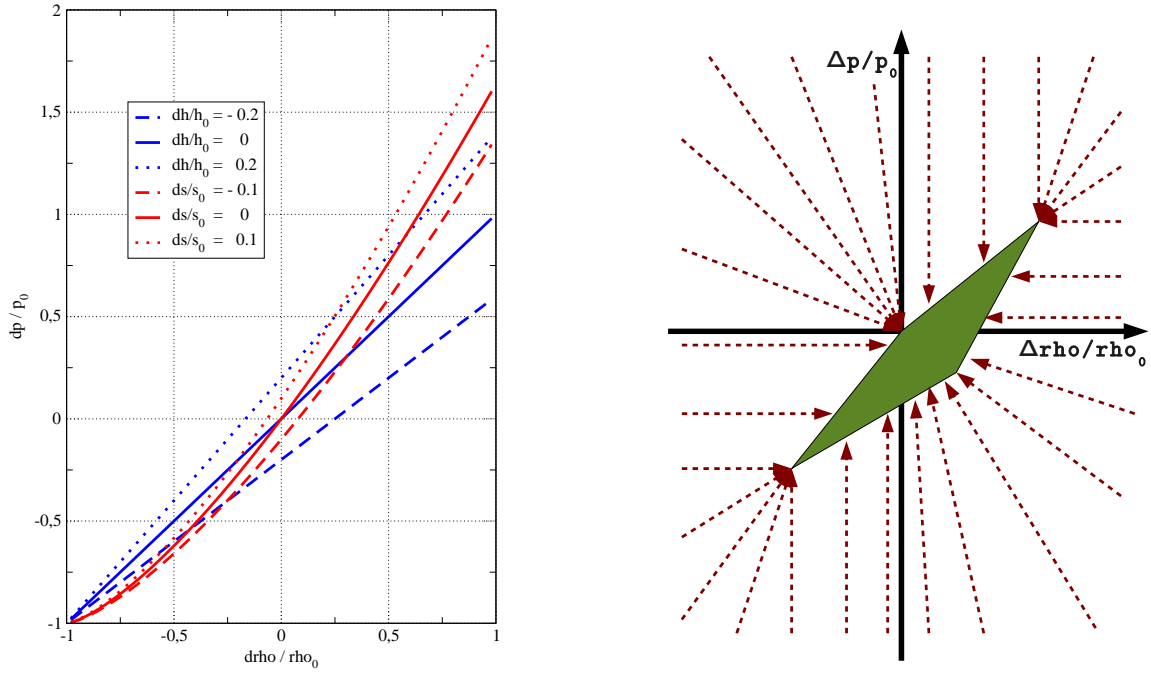 2
1,5
1
0,5
0
-0,5
-1
dp / p0
-1
-0,5
0
0,5
1
drho / rho0
dh/h0 = - 0.2
dh/h0 = 0
dh/h0 = 0.2
ds/s0 = - 0.1
ds/s0 = 0
ds/s0 = 0.1
Δp/p0
Δrho/rho0